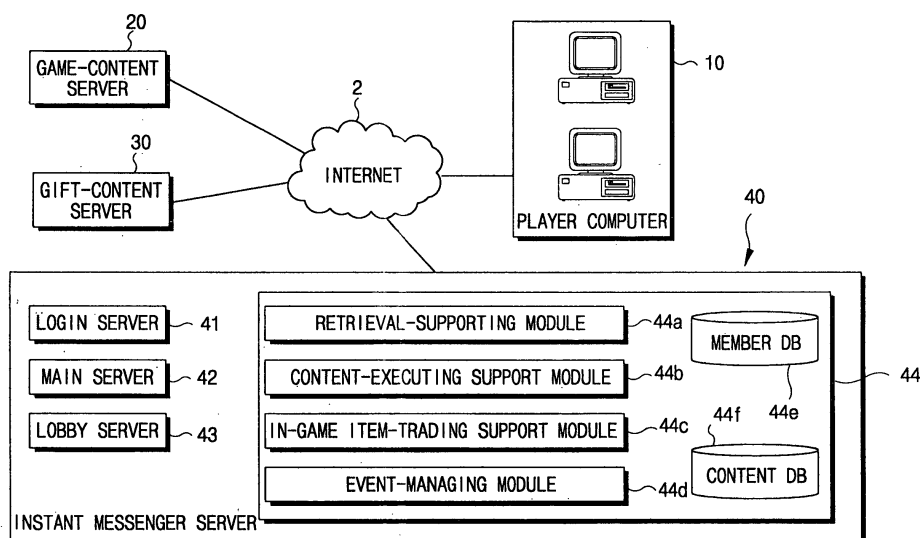 20
GAME-CONTENT
SERVER
30
GIFT-CONTENT
SERVER
2
INTERNET
10
PLAYER COMPUTER
40
LOGIN SERVER
41
MAIN SERVER
42
LOBBY SERVER
43
RETRIEVAL-SUPPORTING MODULE
44a
CONTENT-EXECUTING SUPPORT MODULE
44b
IN-GAME ITEM-TRADING SUPPORT MODULE
44c
EVENT-MANAGING MODULE
44d
MEMBER DB
44e
44f
CONTENT DB
44
INSTANT MESSENGER SERVER